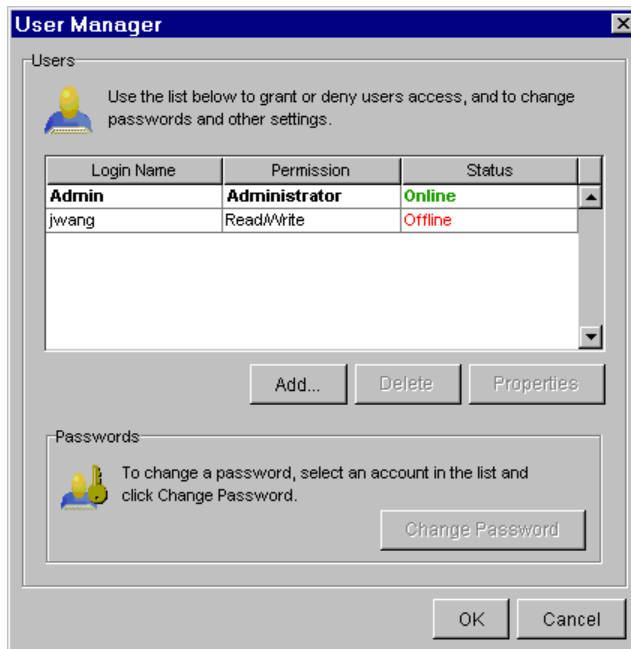 User Manager
Users
Use the list below to grant or deny users access, and to change
passwords and other settings.
Login Name Permission Status
Admin Administrator Online
jwang Read/Write Offline
Add... Delete Properties
Passwords
To change a password, select an account in the list and
click Change Password.
Change Password
OK Cancel